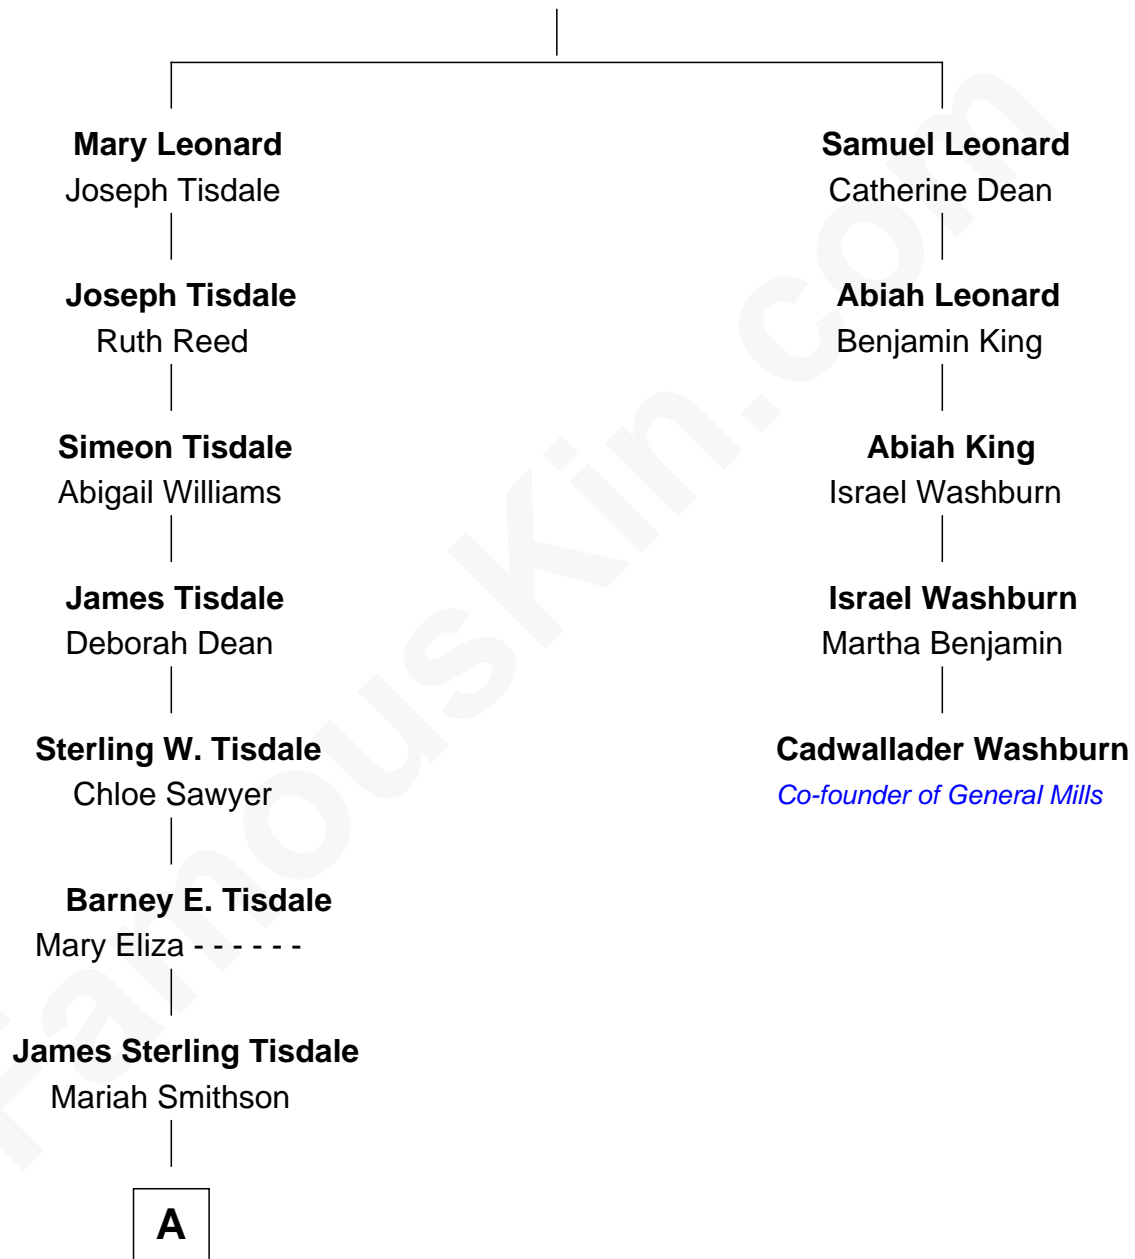 Mary Leonard
Joseph Tisdale
Joseph Tisdale
Ruth Reed
Simeon Tisdale
Abigail Williams
James Tisdale
Deborah Dean
Sterling W. Tisdale
Chloe Sawyer
Barney E. Tisdale
Mary Eliza - - - - - -
James Sterling Tisdale
Mariah Smithson
A
Samuel Leonard
Catherine Dean
Abiah Leonard
Benjamin King
Abiah King
Israel Washburn
Israel Washburn
Martha Benjamin
Cadwallader Washburn
Co-founder of General Mills
FamousKin.com